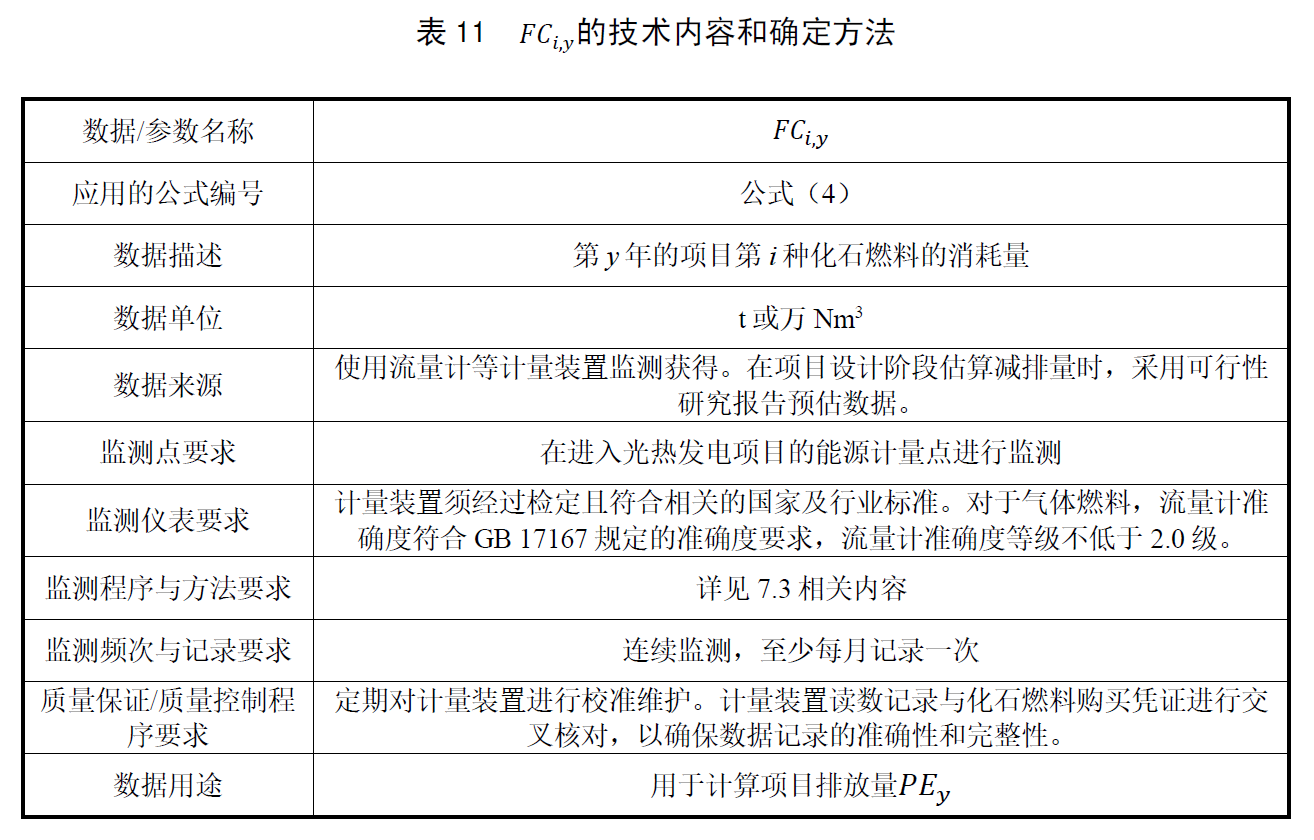 表 11 FCi,y的技术内容和确定方法
数据/参数名称
FCi,y
应用的公式编号
公式（4）
数据描述
第 y 年的项目第 i 种化石燃料的消耗量
数据单位
t 或万 Nm³
数据来源
使用流量计等计量装置监测获得。在项目设计阶段估算减排量时，采用可行性
研究报告预估数据。
监测点要求
在进入光热发电项目的能源计量点进行监测
监测仪表要求
计量装置须经过检定且符合相关的国家及行业标准。对于气体燃料，流量计准
确度符合 GB 17167 规定的准确度要求，流量计准确度等级不低于 2.0 级。
监测程序与方法要求
详见 7.3 相关内容
监测频次与记录要求
连续监测，至少每月记录一次
质量保证/质量控制程
序要求
定期对计量装置进行校准维护。计量装置读数记录与化石燃料购买凭证进行交
叉核对，以确保数据记录的准确性和完整性。
数据用途
用于计算项目排放量PEy